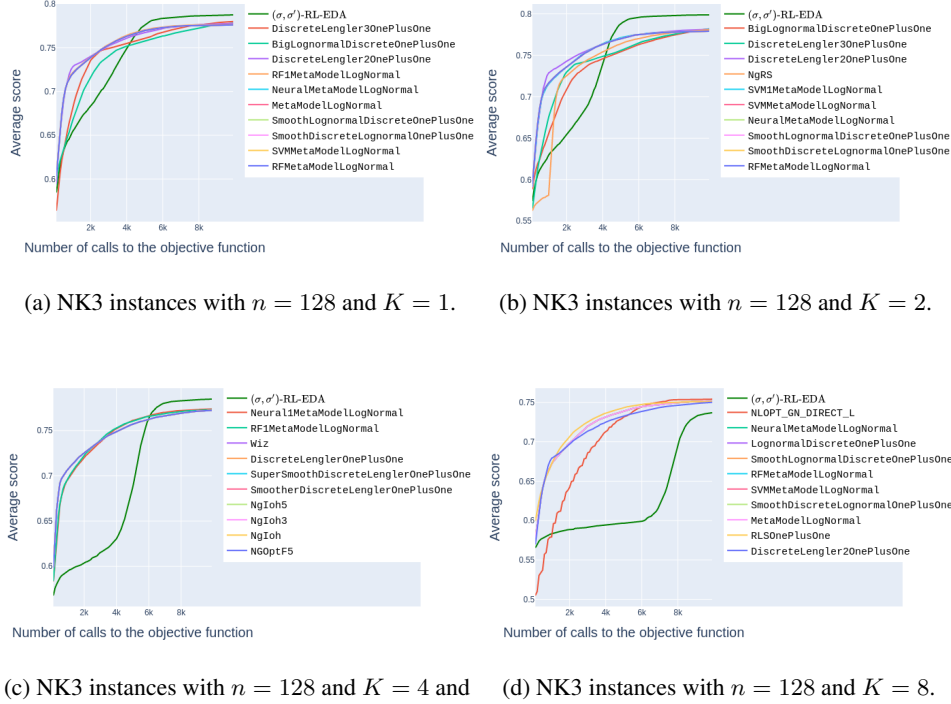 0.8
0.75
0.7
0.65
0.6
2k
4k
6k
8k
Average score
Number of calls to the objective function
(σ, σ′)-RL-EDA
DiscreteLengler3OnePlusOne
BigLognormalDiscreteOnePlusOne
DiscreteLengler2OnePlusOne
RF1MetaModelLogNormal
NeuralMetaModelLogNormal
MetaModelLogNormal
SmoothLognormalDiscreteOnePlusOne
SmoothDiscreteLognormalOnePlusOne
SVMMetaModelLogNormal
RFMetaModelLogNormal
(a) NK3 instances with n = 128 and K = 1.
0.8
0.75
0.7
0.65
0.6
0.55
2k
4k
6k
8k
Average score
Number of calls to the objective function
(σ, σ′)-RL-EDA
BigLognormalDiscreteOnePlusOne
DiscreteLengler3OnePlusOne
DiscreteLengler2OnePlusOne
NgRS
SVM1MetaModelLogNormal
SVMMetaModelLogNormal
NeuralMetaModelLogNormal
SmoothLognormalDiscreteOnePlusOne
SmoothDiscreteLognormalOnePlusOne
RFMetaModelLogNormal
(b) NK3 instances with n = 128 and K = 2.
0.75
0.7
0.65
0.6
2k
4k
6k
8k
Average score
Number of calls to the objective function
(σ, σ′)-RL-EDA
Neural1MetaModelLogNormal
RF1MetaModelLogNormal
Wiz
DiscreteLenglerOnePlusOne
SuperSmoothDiscreteLenglerOnePlusOne
SmootherDiscreteLenglerOnePlusOne
NgIoh5
NgIoh3
NgIoh
NGOptF5
(c) NK3 instances with n = 128 and K = 4 and
0.75
0.7
0.65
0.6
0.55
0.5
2k
4k
6k
8k
Average score
Number of calls to the objective function
(σ, σ′)-RL-EDA
NLOPT_GN_DIRECT_L
NeuralMetaModelLogNormal
LognormalDiscreteOnePlusOne
SmoothLognormalDiscreteOnePlusOne
RFMetaModelLogNormal
SVMMetaModelLogNormal
SmoothDiscreteLognormalOnePlusOne
MetaModelLogNormal
RLSOnePlusOne
DiscreteLengler2OnePlusOne
(d) NK3 instances with n = 128 and K = 8.